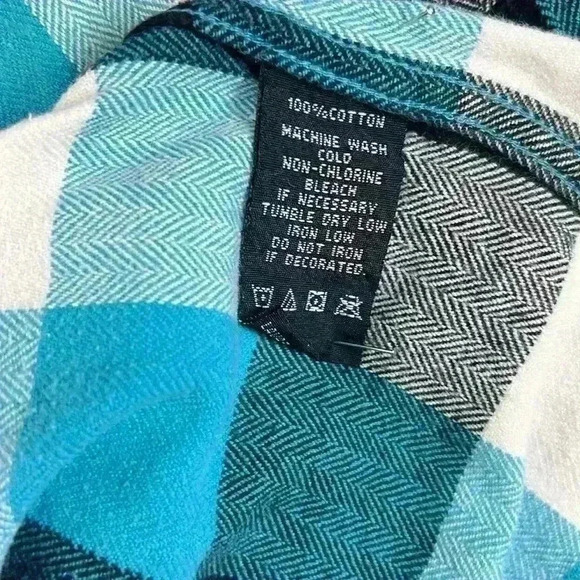 100%COTTON
MACHINE WASH
COLD
NON-CHLORINE
BLEACH
IF NECESSARY
TUMBLE DRY LOW
IRON LOW
DO NOT IRON
IF DECORATED.